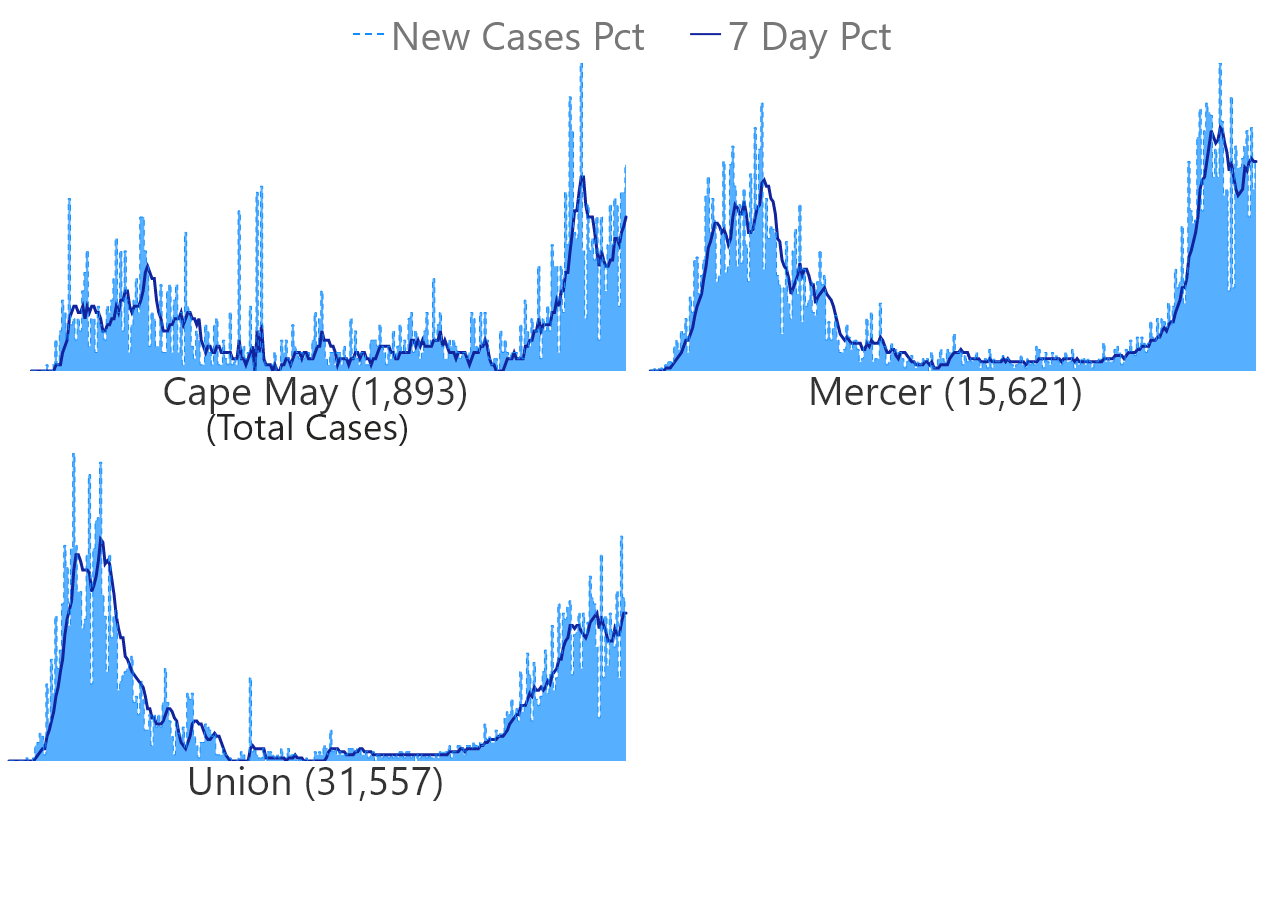 New Cases Pct 7 Day Pct
Cape May (1,893)
(Total Cases)
Mercer (15,621)
Union (31,557)